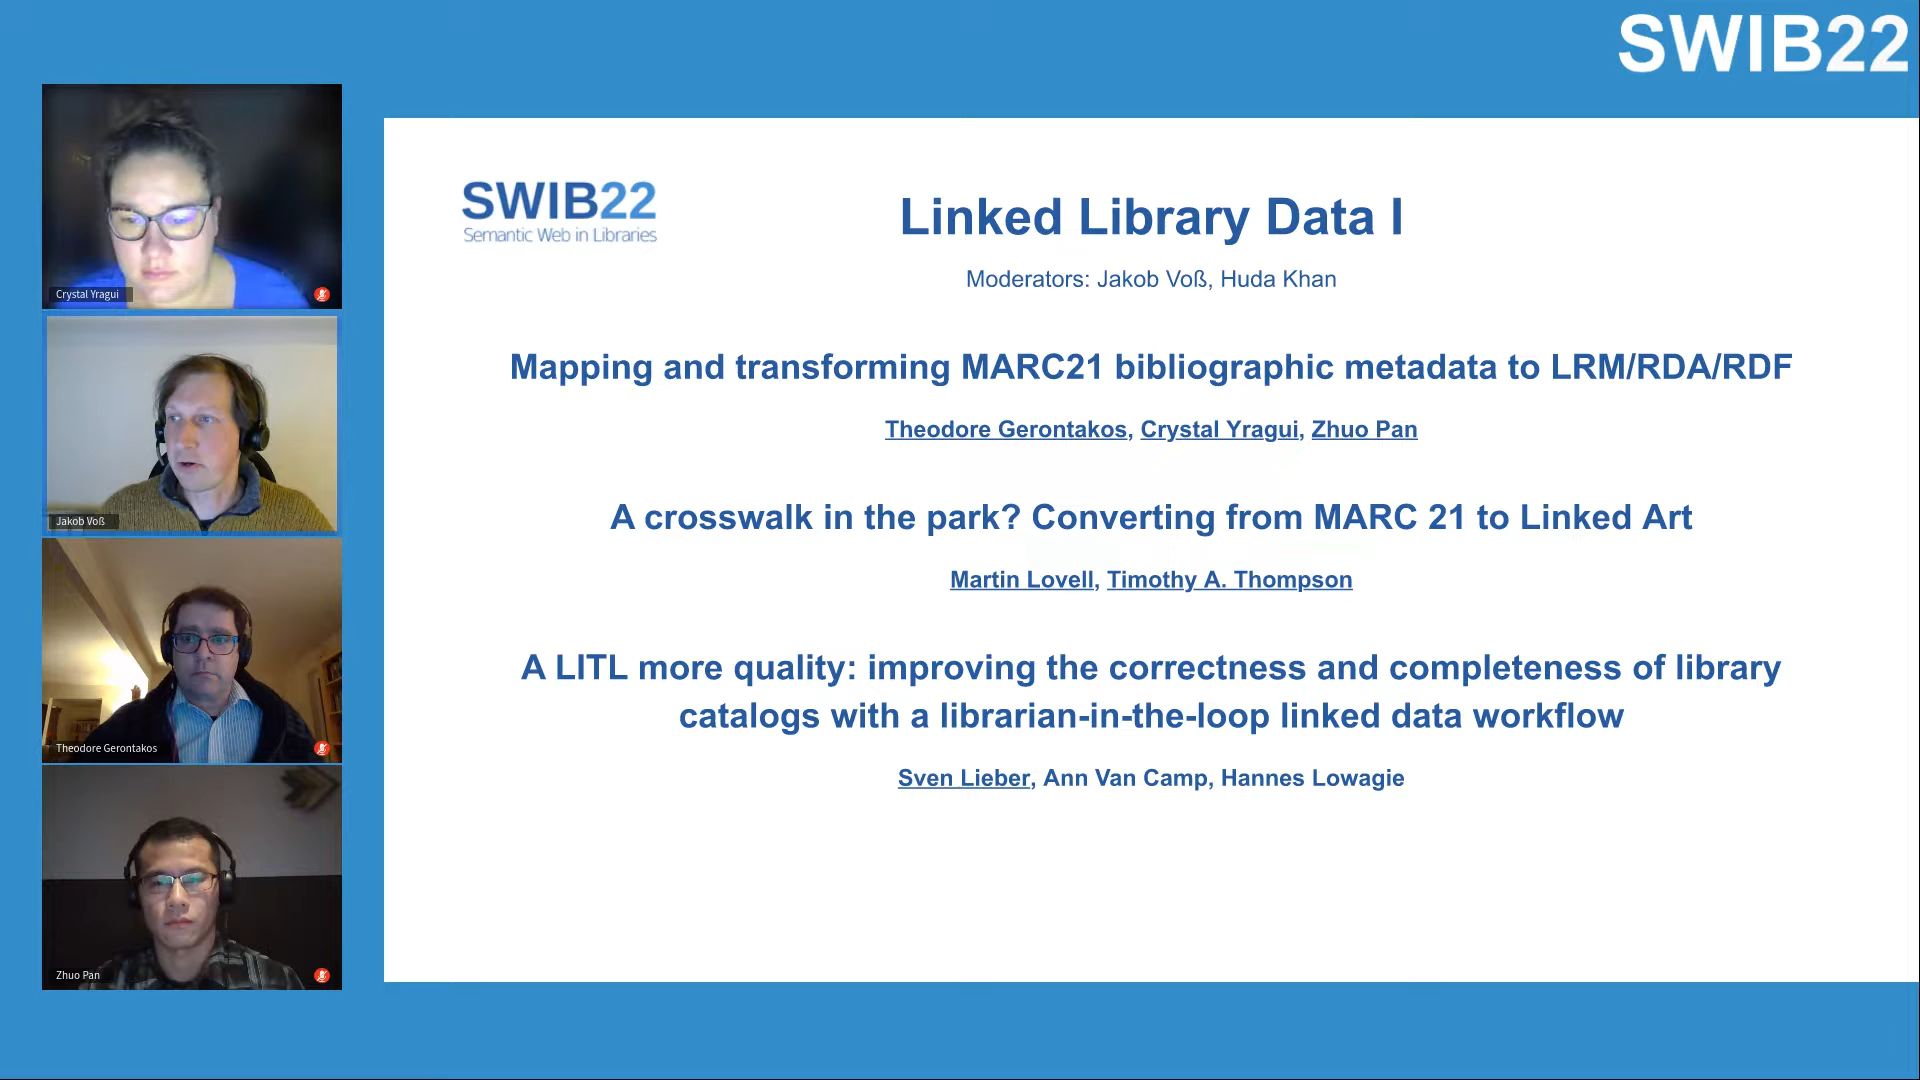 SWIB22
Crystal Yragui
Jakob Voß
Theodore Gerontakos
Zhuo Pan
SWIB22
Semantic Web in Libraries
Linked Library Data I
Moderators: Jakob Voß, Huda Khan
Mapping and transforming MARC21 bibliographic metadata to LRM/RDA/RDF
Theodore Gerontakos, Crystal Yragui, Zhuo Pan
A crosswalk in the park? Converting from MARC 21 to Linked Art
Martin Lovell, Timothy A. Thompson
A LITL more quality: improving the correctness and completeness of library
catalogs with a librarian-in-the-loop linked data workflow
Sven Lieber, Ann Van Camp, Hannes Lowagie